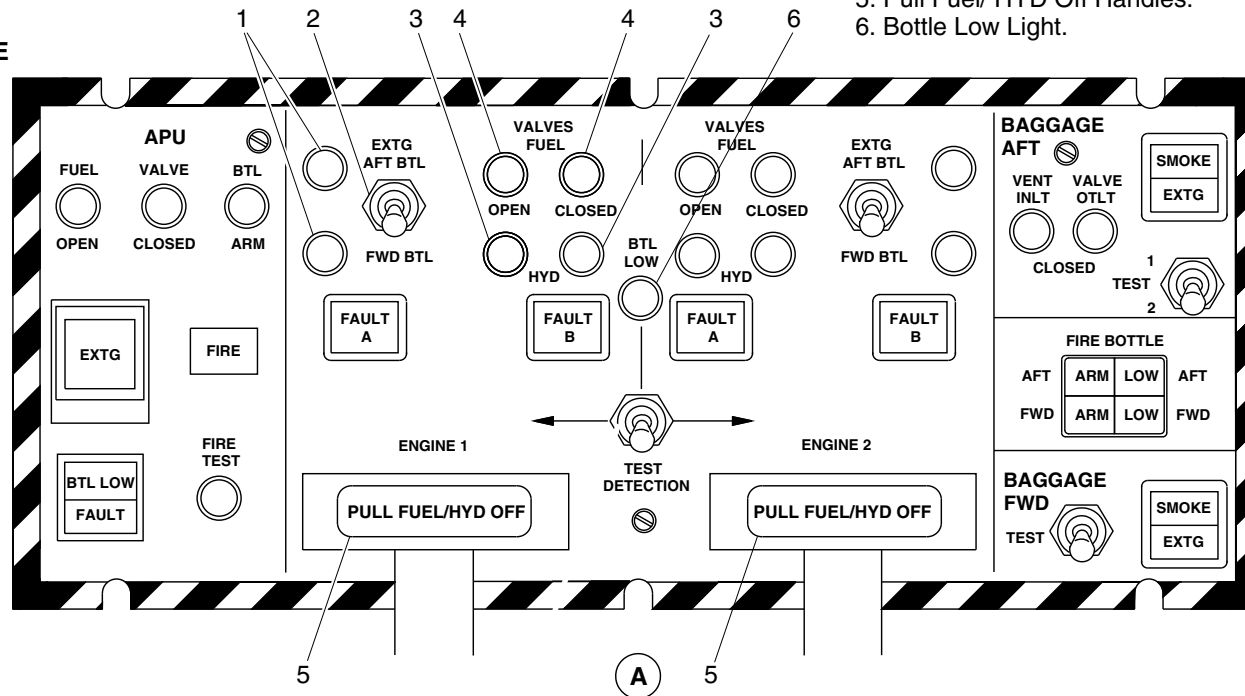 5. Pull Fuel/ HYD Off Handles.
6. Bottle Low Light.
E
1 2 3 4 4 3 6
APU
FUEL VALVE BTL
OPEN CLOSED ARM
EXTG
FIRE
FIRE
TEST
BTL LOW
FAULT
EXTG
AFT BTL
FWD BTL
VALVES
FUEL
OPEN CLOSED
HYD
FAULT
A
FAULT
B
BTL
LOW
VALVES
FUEL
OPEN CLOSED
HYD
EXTG
AFT BTL
FWD BTL
FAULT
A
FAULT
B
ENGINE 1
PULL FUEL/HYD OFF
TEST
DETECTION
ENGINE 2
PULL FUEL/HYD OFF
BAGGAGE
AFT
SMOKE
EXTG
VENT VALVE
INLT OTLT
CLOSED
1
TEST
2
FIRE BOTTLE
AFT ARM LOW AFT
FWD ARM LOW FWD
BAGGAGE
FWD
TEST
SMOKE
EXTG
5 A 5